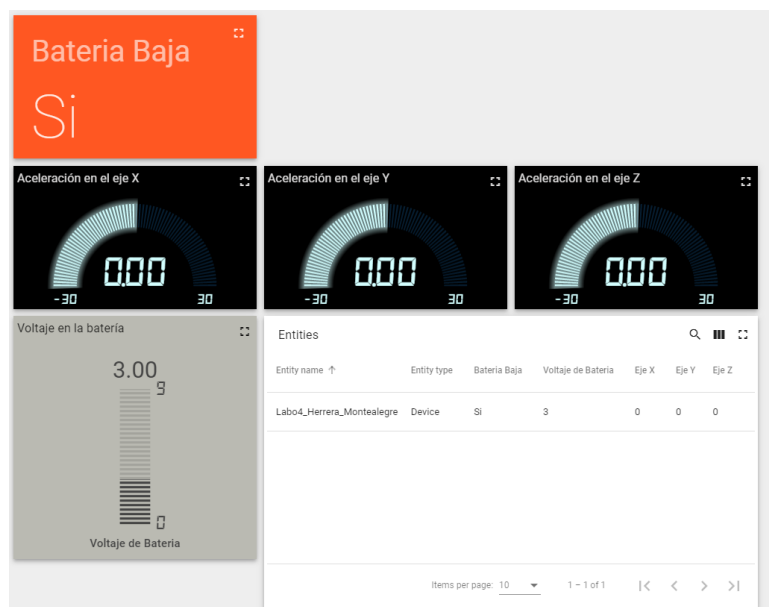 Bateria Baja
Si
Aceleración en el eje X
0.00
-30 30
Aceleración en el eje Y
0.00
-30 30
Aceleración en el eje Z
0.00
-30 30
Voltaje en la batería
3.00
9
0
Voltaje de Bateria
Entities
Entity name ↑ Entity type Bateria Baja Voltaje de Bateria Eje X Eje Y Eje Z
Labo4_Herrera_Montealegre Device Si 3 0 0 0
Items per page: 10 1 – 1 of 1